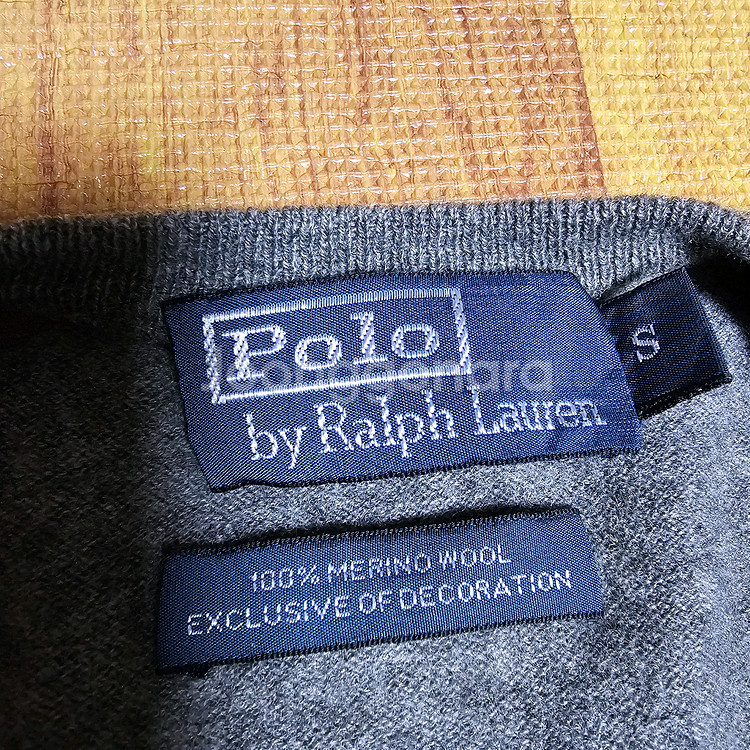 Polo
by Ralph Lauren
S
100% MERINO WOOL
EXCLUSIVE OF DECORATION